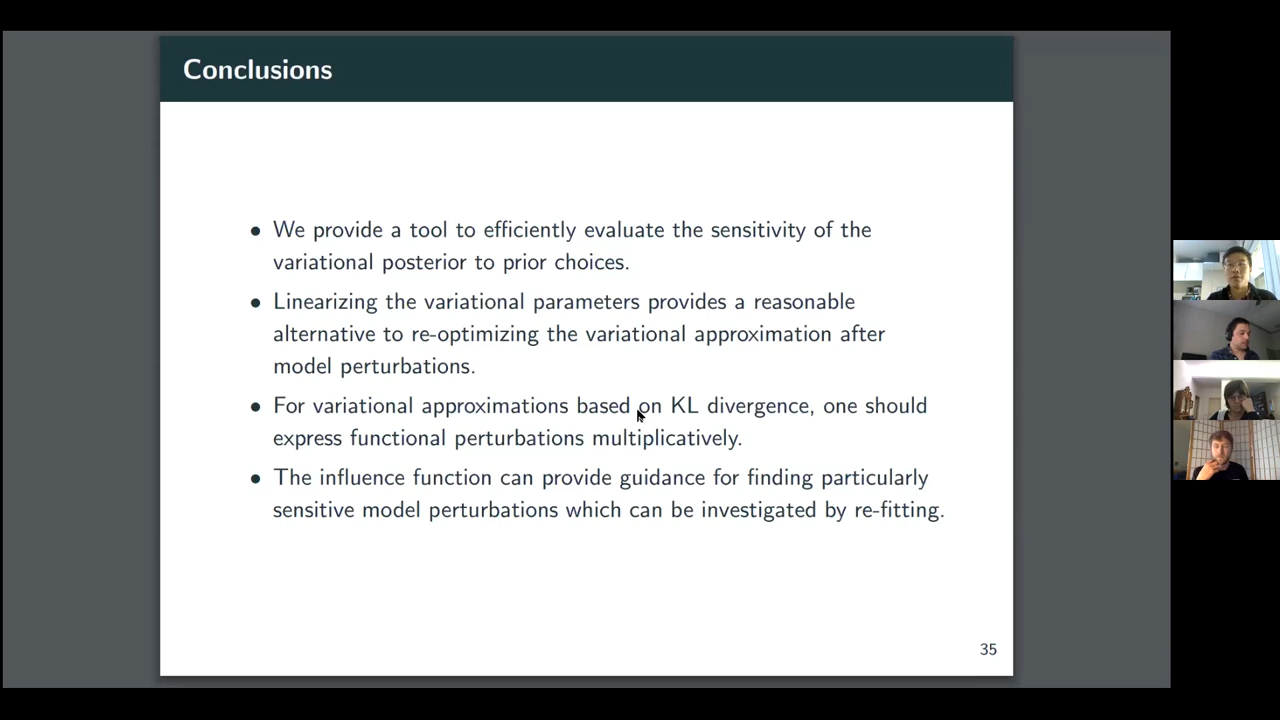 Conclusions
• We provide a tool to efficiently evaluate the sensitivity of the
variational posterior to prior choices.
• Linearizing the variational parameters provides a reasonable
alternative to re-optimizing the variational approximation after
model perturbations.
• For variational approximations based on KL divergence, one should
express functional perturbations multiplicatively.
• The influence function can provide guidance for finding particularly
sensitive model perturbations which can be investigated by re-fitting.
35